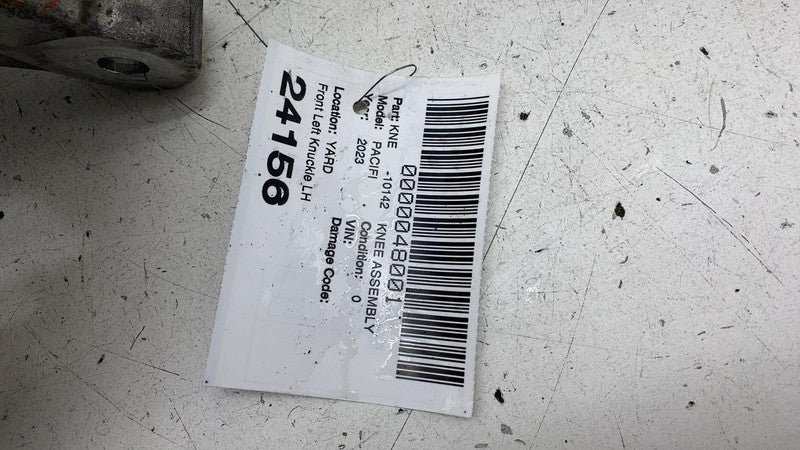 0000048001
Part: KNE -10142 KNEE ASSEMBLY
Model: PACIFI Condition: 0
Year: 2023 VIN:
Damage Code:
Location: YARD
Front Left Knuckle LH
24156